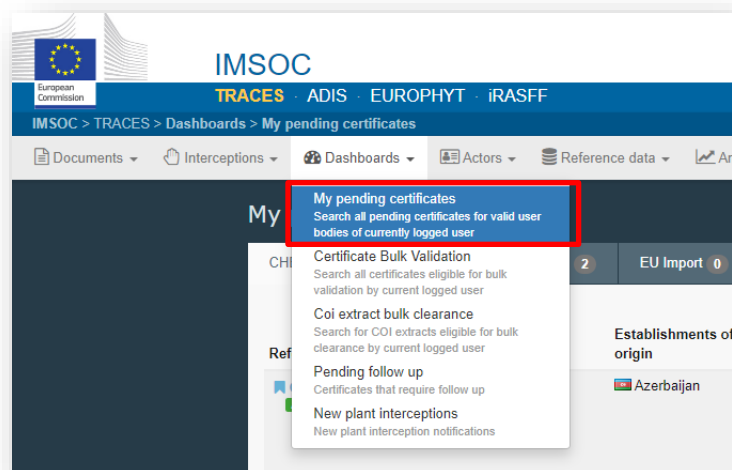 IMSOC
European
Commission
TRACES · ADIS · EUROPHYT · iRASFF
IMSOC > TRACES > Dashboards > My pending certificates
Documents Interceptions Dashboards Actors Reference data
My
My pending certificates
Search all pending certificates for valid user
bodies of currently logged user
CH 2 EU Import 0
Certificate Bulk Validation
Search all certificates eligible for bulk
validation by current logged user
Coi extract bulk clearance
Search for COI extracts eligible for bulk
clearance by current logged user
Establishments of
origin
Ref
Pending follow up
Certificates that require follow up
Azerbaijan
New plant interceptions
New plant interception notifications